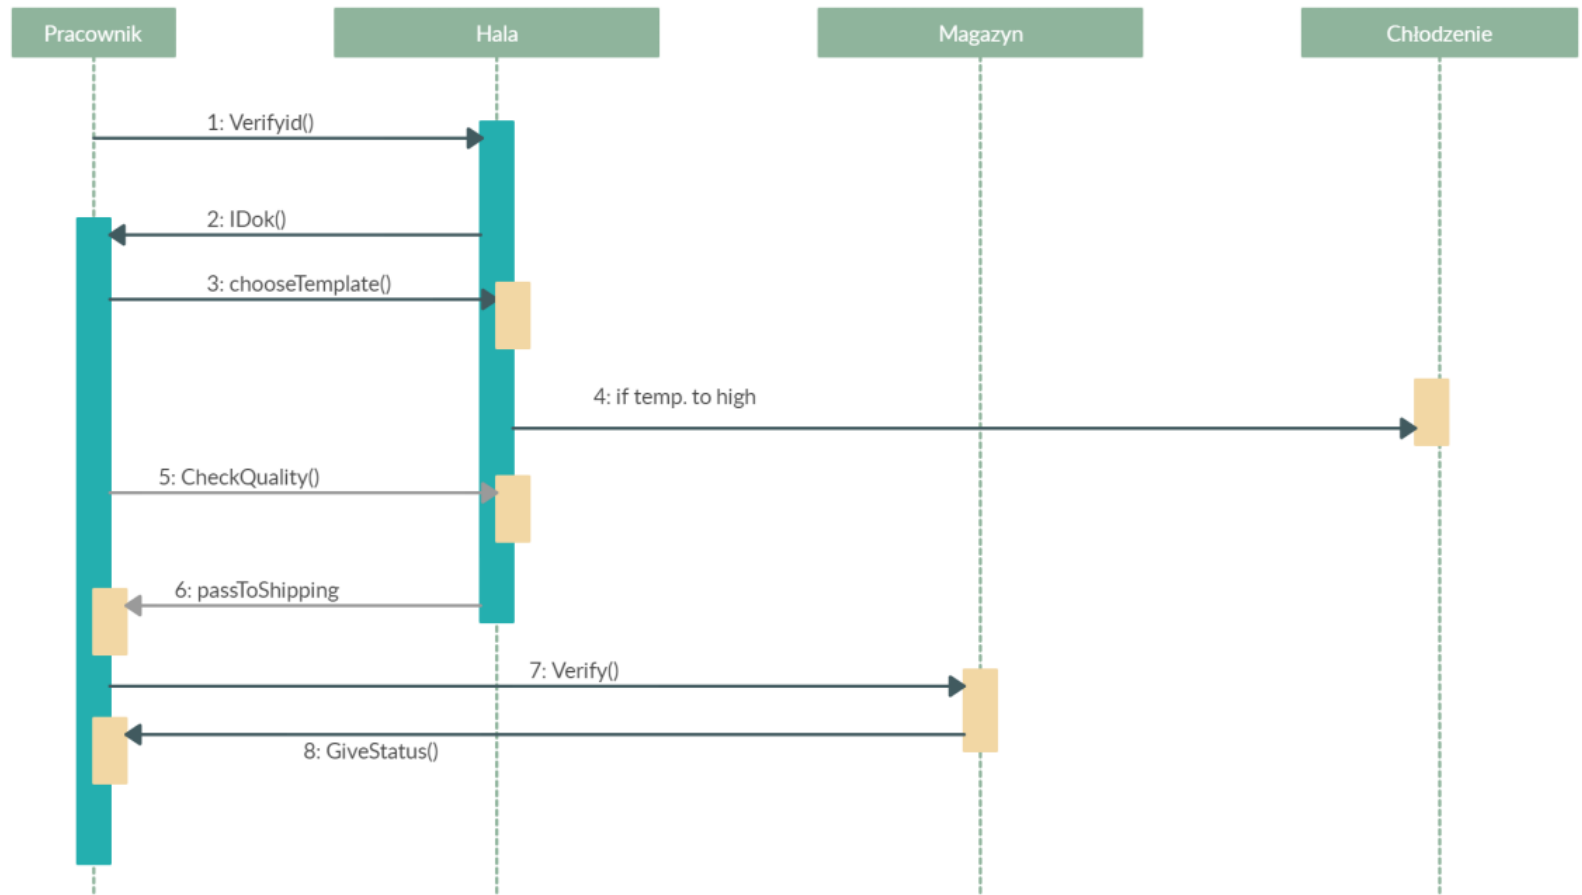 Pracownik
Hala
Magazyn
Chłodzenie
1: Verifyid()
2: IDok()
3: chooseTemplate()
4: if temp. to high
5: CheckQuality()
6: passToShipping
7: Verify()
8: GiveStatus()